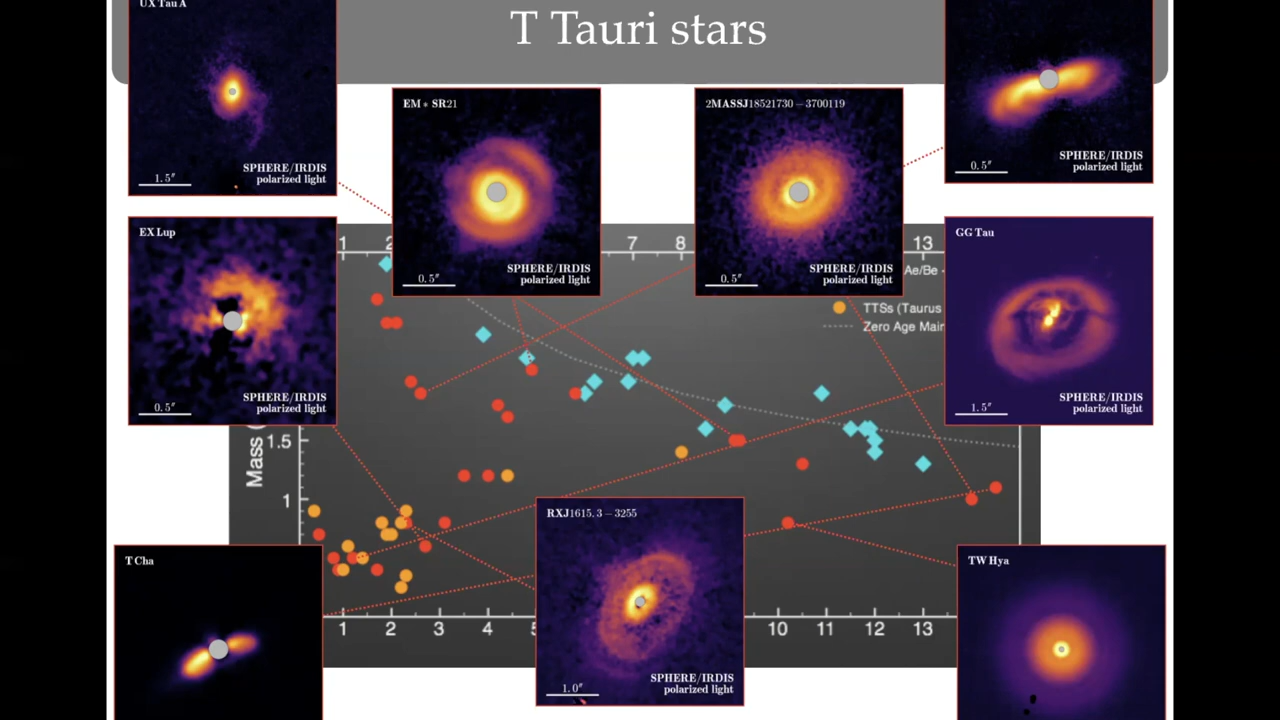 UX Tau A
T Tauri stars
SPHERE/IRDIS
polarized light
1.5″
SPHERE/IRDIS
polarized light
0.5″
EM * SR21
SPHERE/IRDIS
polarized light
0.5″
2MASSJ18521730 − 3700119
SPHERE/IRDIS
polarized light
0.5″
EX Lup
SPHERE/IRDIS
polarized light
0.5″
GG Tau
SPHERE/IRDIS
polarized light
1.5″
1 2 7 8 13
Ae/Be
TTSs (Taurus
Zero Age Main
Mass (
1.5
1
T Cha
RXJ1615.3 − 3255
SPHERE/IRDIS
polarized light
1.0″
TW Hya
1 2 3 4 5 10 11 12 13